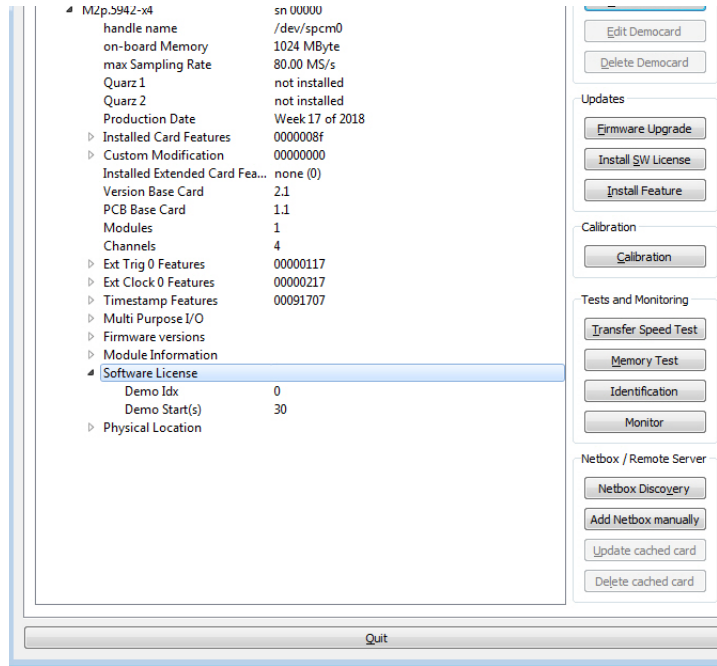 M2p.5942-x4 sn 00000
handle name /dev/spcm0
on-board Memory 1024 MByte
max Sampling Rate 80.00 MS/s
Quarz 1 not installed
Quarz 2 not installed
Production Date Week 17 of 2018
Installed Card Features 0000008f
Custom Modification 00000000
Installed Extended Card Fea... none (0)
Version Base Card 2.1
PCB Base Card 1.1
Modules 1
Channels 4
Ext Trig 0 Features 00000117
Ext Clock 0 Features 00000217
Timestamp Features 00091707
Multi Purpose I/O
Firmware versions
Module Information
Software License
Demo Idx 0
Demo Start(s) 30
Physical Location
Edit Democard
Delete Democard
Updates
Firmware Upgrade
Install SW License
Install Feature
Calibration
Calibration
Tests and Monitoring
Transfer Speed Test
Memory Test
Identification
Monitor
Netbox / Remote Server
Netbox Discovery
Add Netbox manually
Update cached card
Delete cached card
Quit